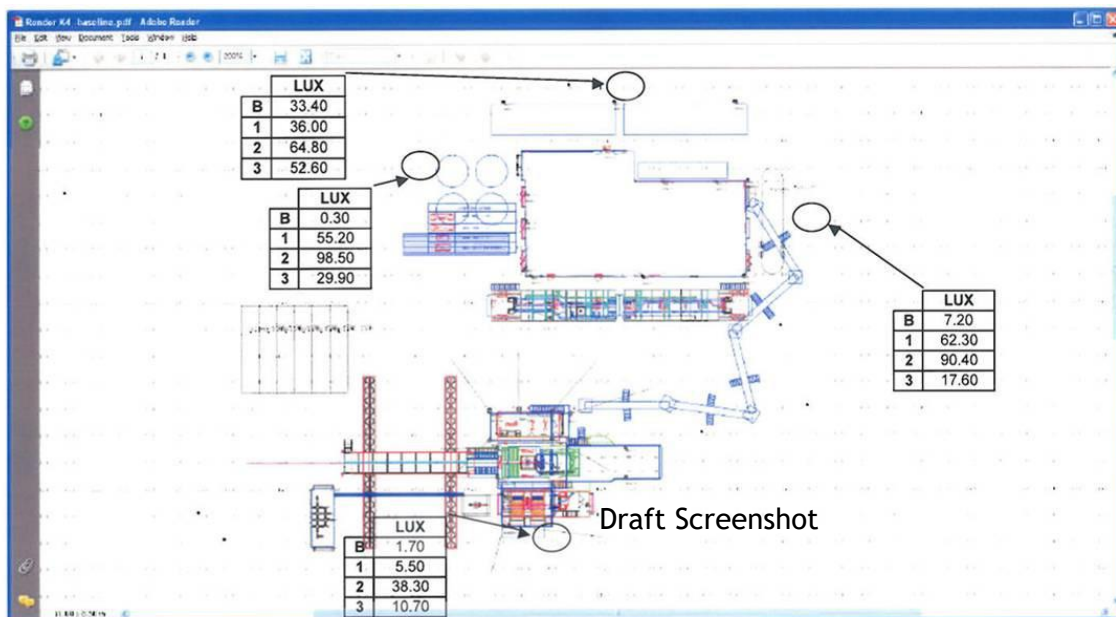 Render K4 -baseline.pdf - Adobe Reader
File Edit View Document Tools Window Help
200%
LUX
B 33.40
1 36.00
2 64.80
3 52.60
LUX
B 0.30
1 55.20
2 98.50
3 29.90
LUX
B 7.20
1 62.30
2 90.40
3 17.60
Draft Screenshot
LUX
B 1.70
1 5.50
2 38.30
3 10.70